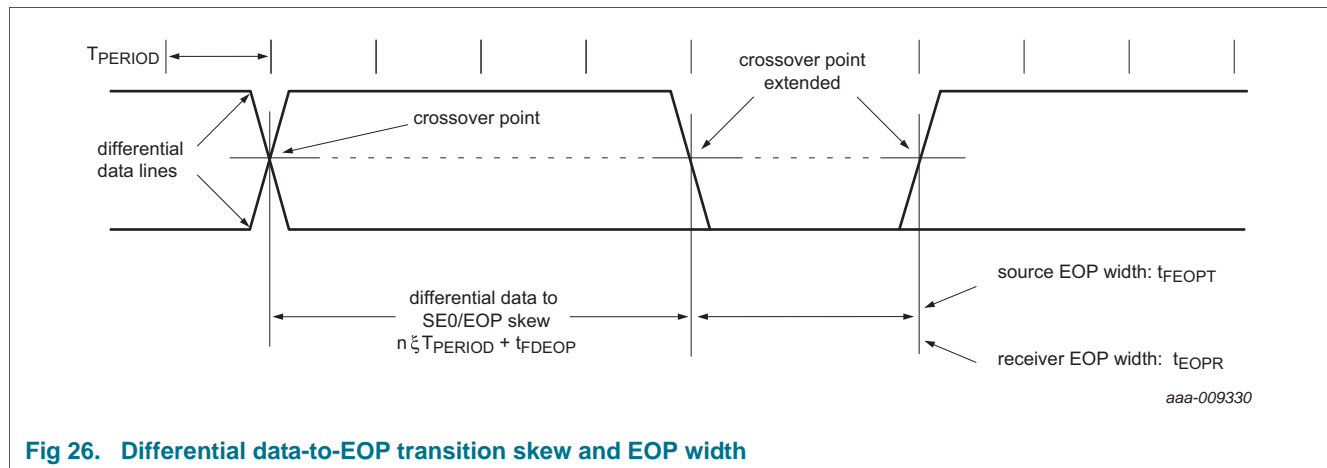 TPERIOD
crossover point
extended
crossover point
differential
data lines
source EOP width: tFEOPT
differential data to
SE0/EOP skew
n ξ TPERIOD + tFDEOP
receiver EOP width: tEOPR
aaa-009330
Fig 26. Differential data-to-EOP transition skew and EOP width